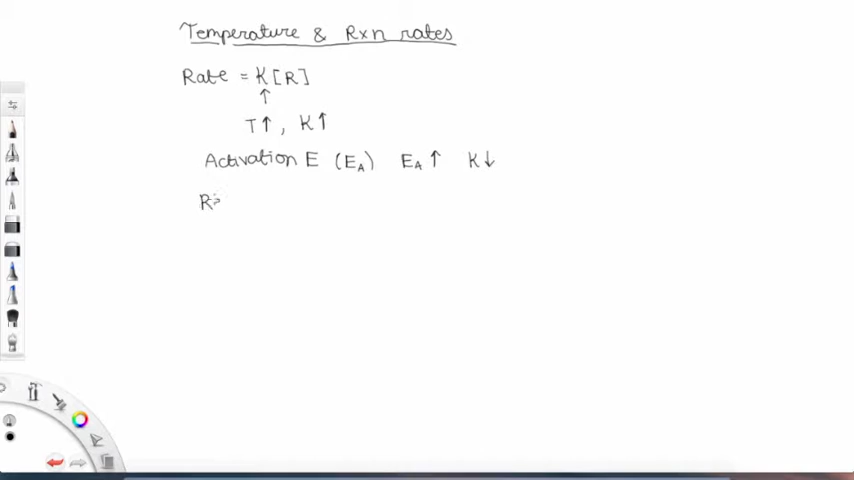 Temperature & Rxn rates
Rate = K[R]
↑
T↑, K↑
Activation E (EA) EA↑ K↓
R